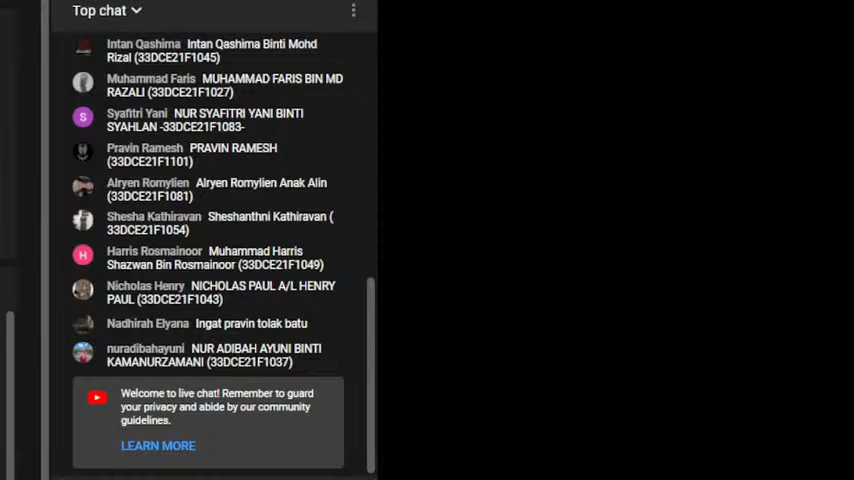 Top chat
Intan Qashima Intan Qashima Binti Mohd
Rizal (33DCE21F1045)
Muhammad Faris MUHAMMAD FARIS BIN MD
RAZALI (33DCE21F1027)
S
Syafitri Yani NUR SYAFITRI YANI BINTI
SYAHLAN -33DCE21F1083-
Pravin Ramesh PRAVIN RAMESH
(33DCE21F1101)
Alryen Romylien Alryen Romylien Anak Alin
(33DCE21F1081)
Shesha Kathiravan Sheshanthni Kathiravan (
33DCE21F1054)
H
Harris Rosmainoor Muhammad Harris
Shazwan Bin Rosmainoor (33DCE21F1049)
Nicholas Henry NICHOLAS PAUL A/L HENRY
PAUL (33DCE21F1043)
Nadhirah Elyana Ingat pravin tolak batu
nuradibahayuni NUR ADIBAH AYUNI BINTI
KAMANURZAMANI (33DCE21F1037)
Welcome to live chat! Remember to guard
your privacy and abide by our community
guidelines.
LEARN MORE